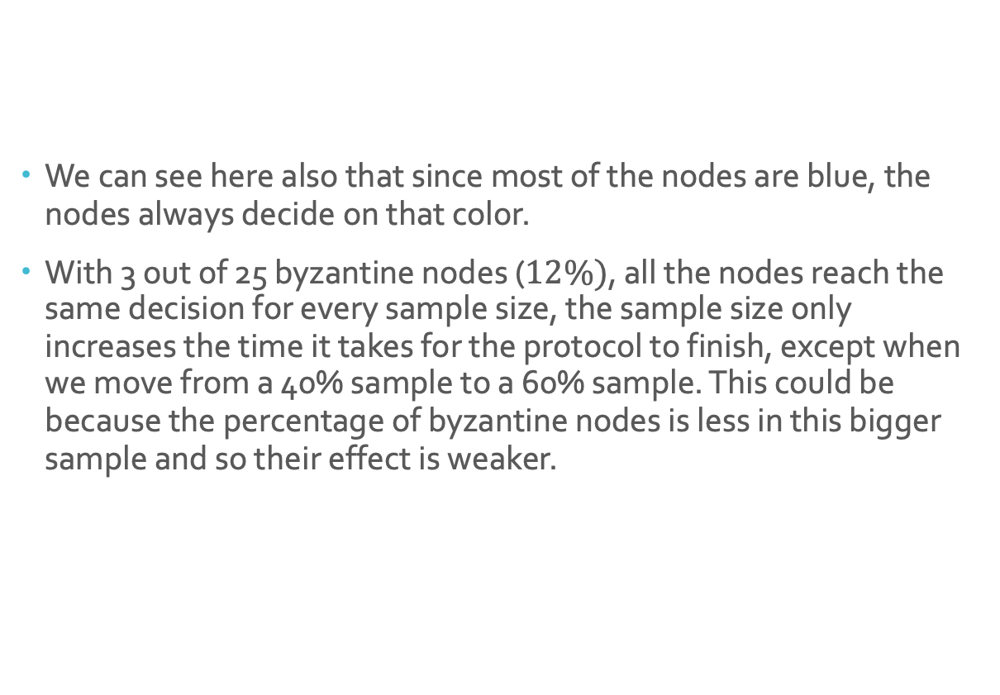 • We can see here also that since most of the nodes are blue, the
nodes always decide on that color.
• With 3 out of 25 byzantine nodes (12%), all the nodes reach the
same decision for every sample size, the sample size only
increases the time it takes for the protocol to finish, except when
we move from a 40% sample to a 60% sample. This could be
because the percentage of byzantine nodes is less in this bigger
sample and so their effect is weaker.